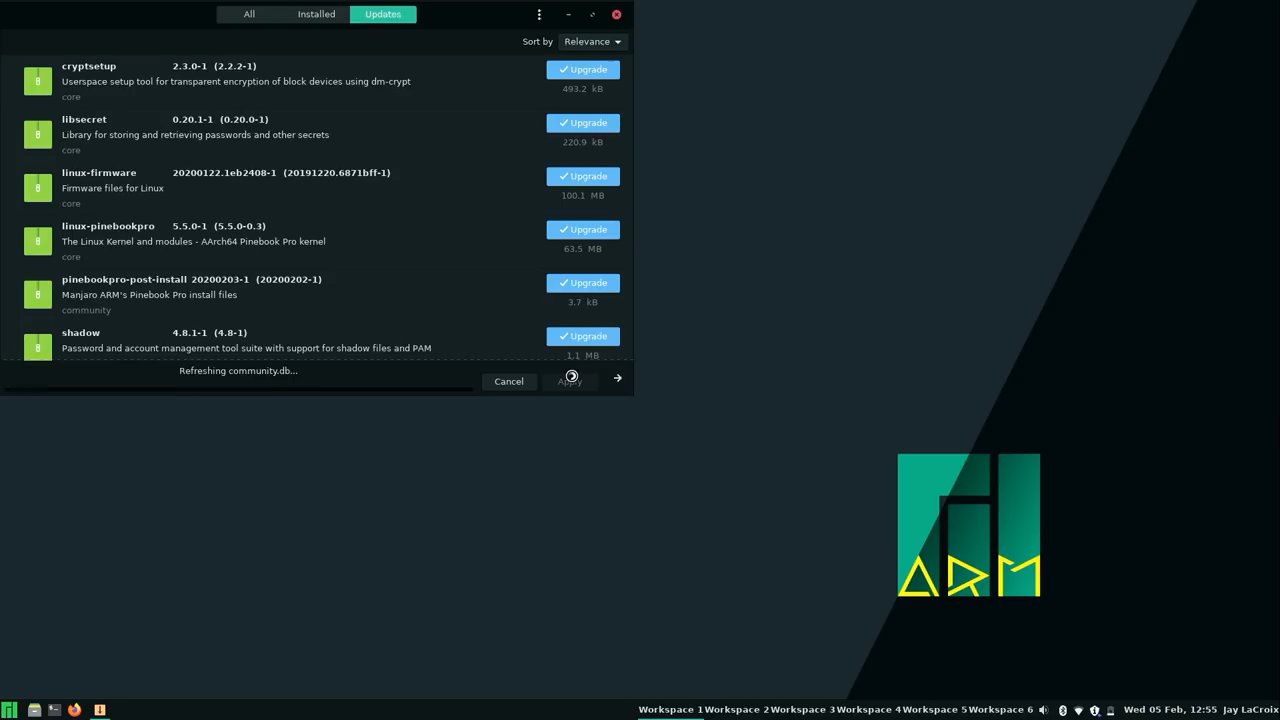 All Installed Updates
Sort by Relevance
cryptsetup 2.3.0-1 (2.2.2-1)
Upgrade
Userspace setup tool for transparent encryption of block devices using dm-crypt
493.2 kB
core
libsecret 0.20.1-1 (0.20.0-1)
Upgrade
Library for storing and retrieving passwords and other secrets
220.9 kB
core
linux-firmware 20200122.1eb2408-1 (20191220.6871bff-1)
Upgrade
Firmware files for Linux
100.1 MB
core
linux-pinebookpro 5.5.0-1 (5.5.0-0.3)
Upgrade
The Linux Kernel and modules - AArch64 Pinebook Pro kernel
63.5 MB
core
pinebookpro-post-install 20200203-1 (20200202-1)
Upgrade
Manjaro ARM's Pinebook Pro install files
3.7 kB
community
shadow 4.8.1-1 (4.8-1)
Upgrade
Password and account management tool suite with support for shadow files and PAM
1.1 MB
Refreshing community.db...
Cancel Apply
ARM
Workspace 1 Workspace 2 Workspace 3 Workspace 4 Workspace 5 Workspace 6 Wed 05 Feb, 12:55 Jay LaCroix